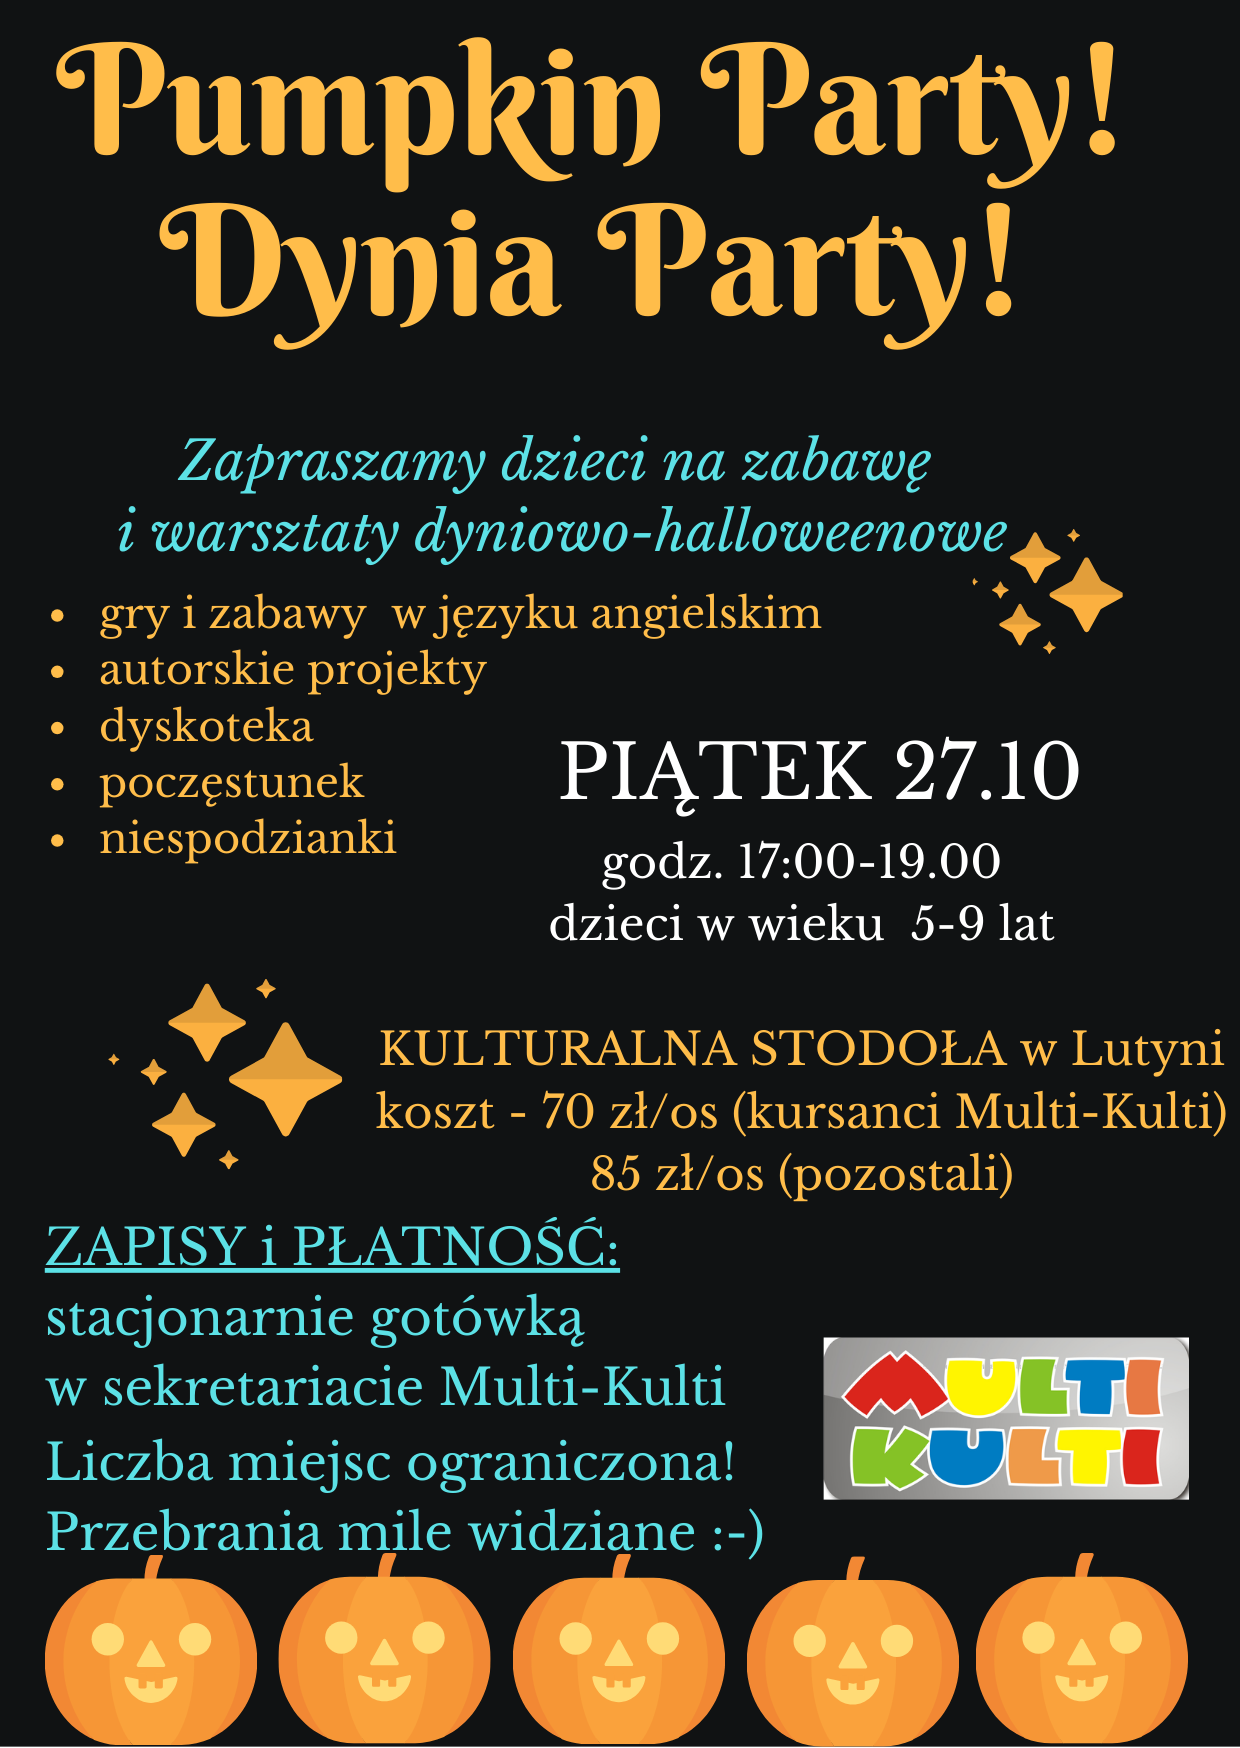 Pumpkin Party!
Dynia Party!
Zapraszamy dzieci na zabawę
i warsztaty dyniowo-halloweenowe
• gry i zabawy w języku angielskim
• autorskie projekty
• dyskoteka
• poczęstunek
• niespodzianki
PIĄTEK 27.10
godz. 17:00-19.00
dzieci w wieku 5-9 lat
KULTURALNA STODOŁA w Lutyni
koszt - 70 zł/os (kursanci Multi-Kulti)
85 zł/os (pozostali)
ZAPISY i PŁATNOŚĆ:
stacjonarnie gotówką
w sekretariacie Multi-Kulti
Liczba miejsc ograniczona!
Przebrania mile widziane :-)
MULTI
KULTI